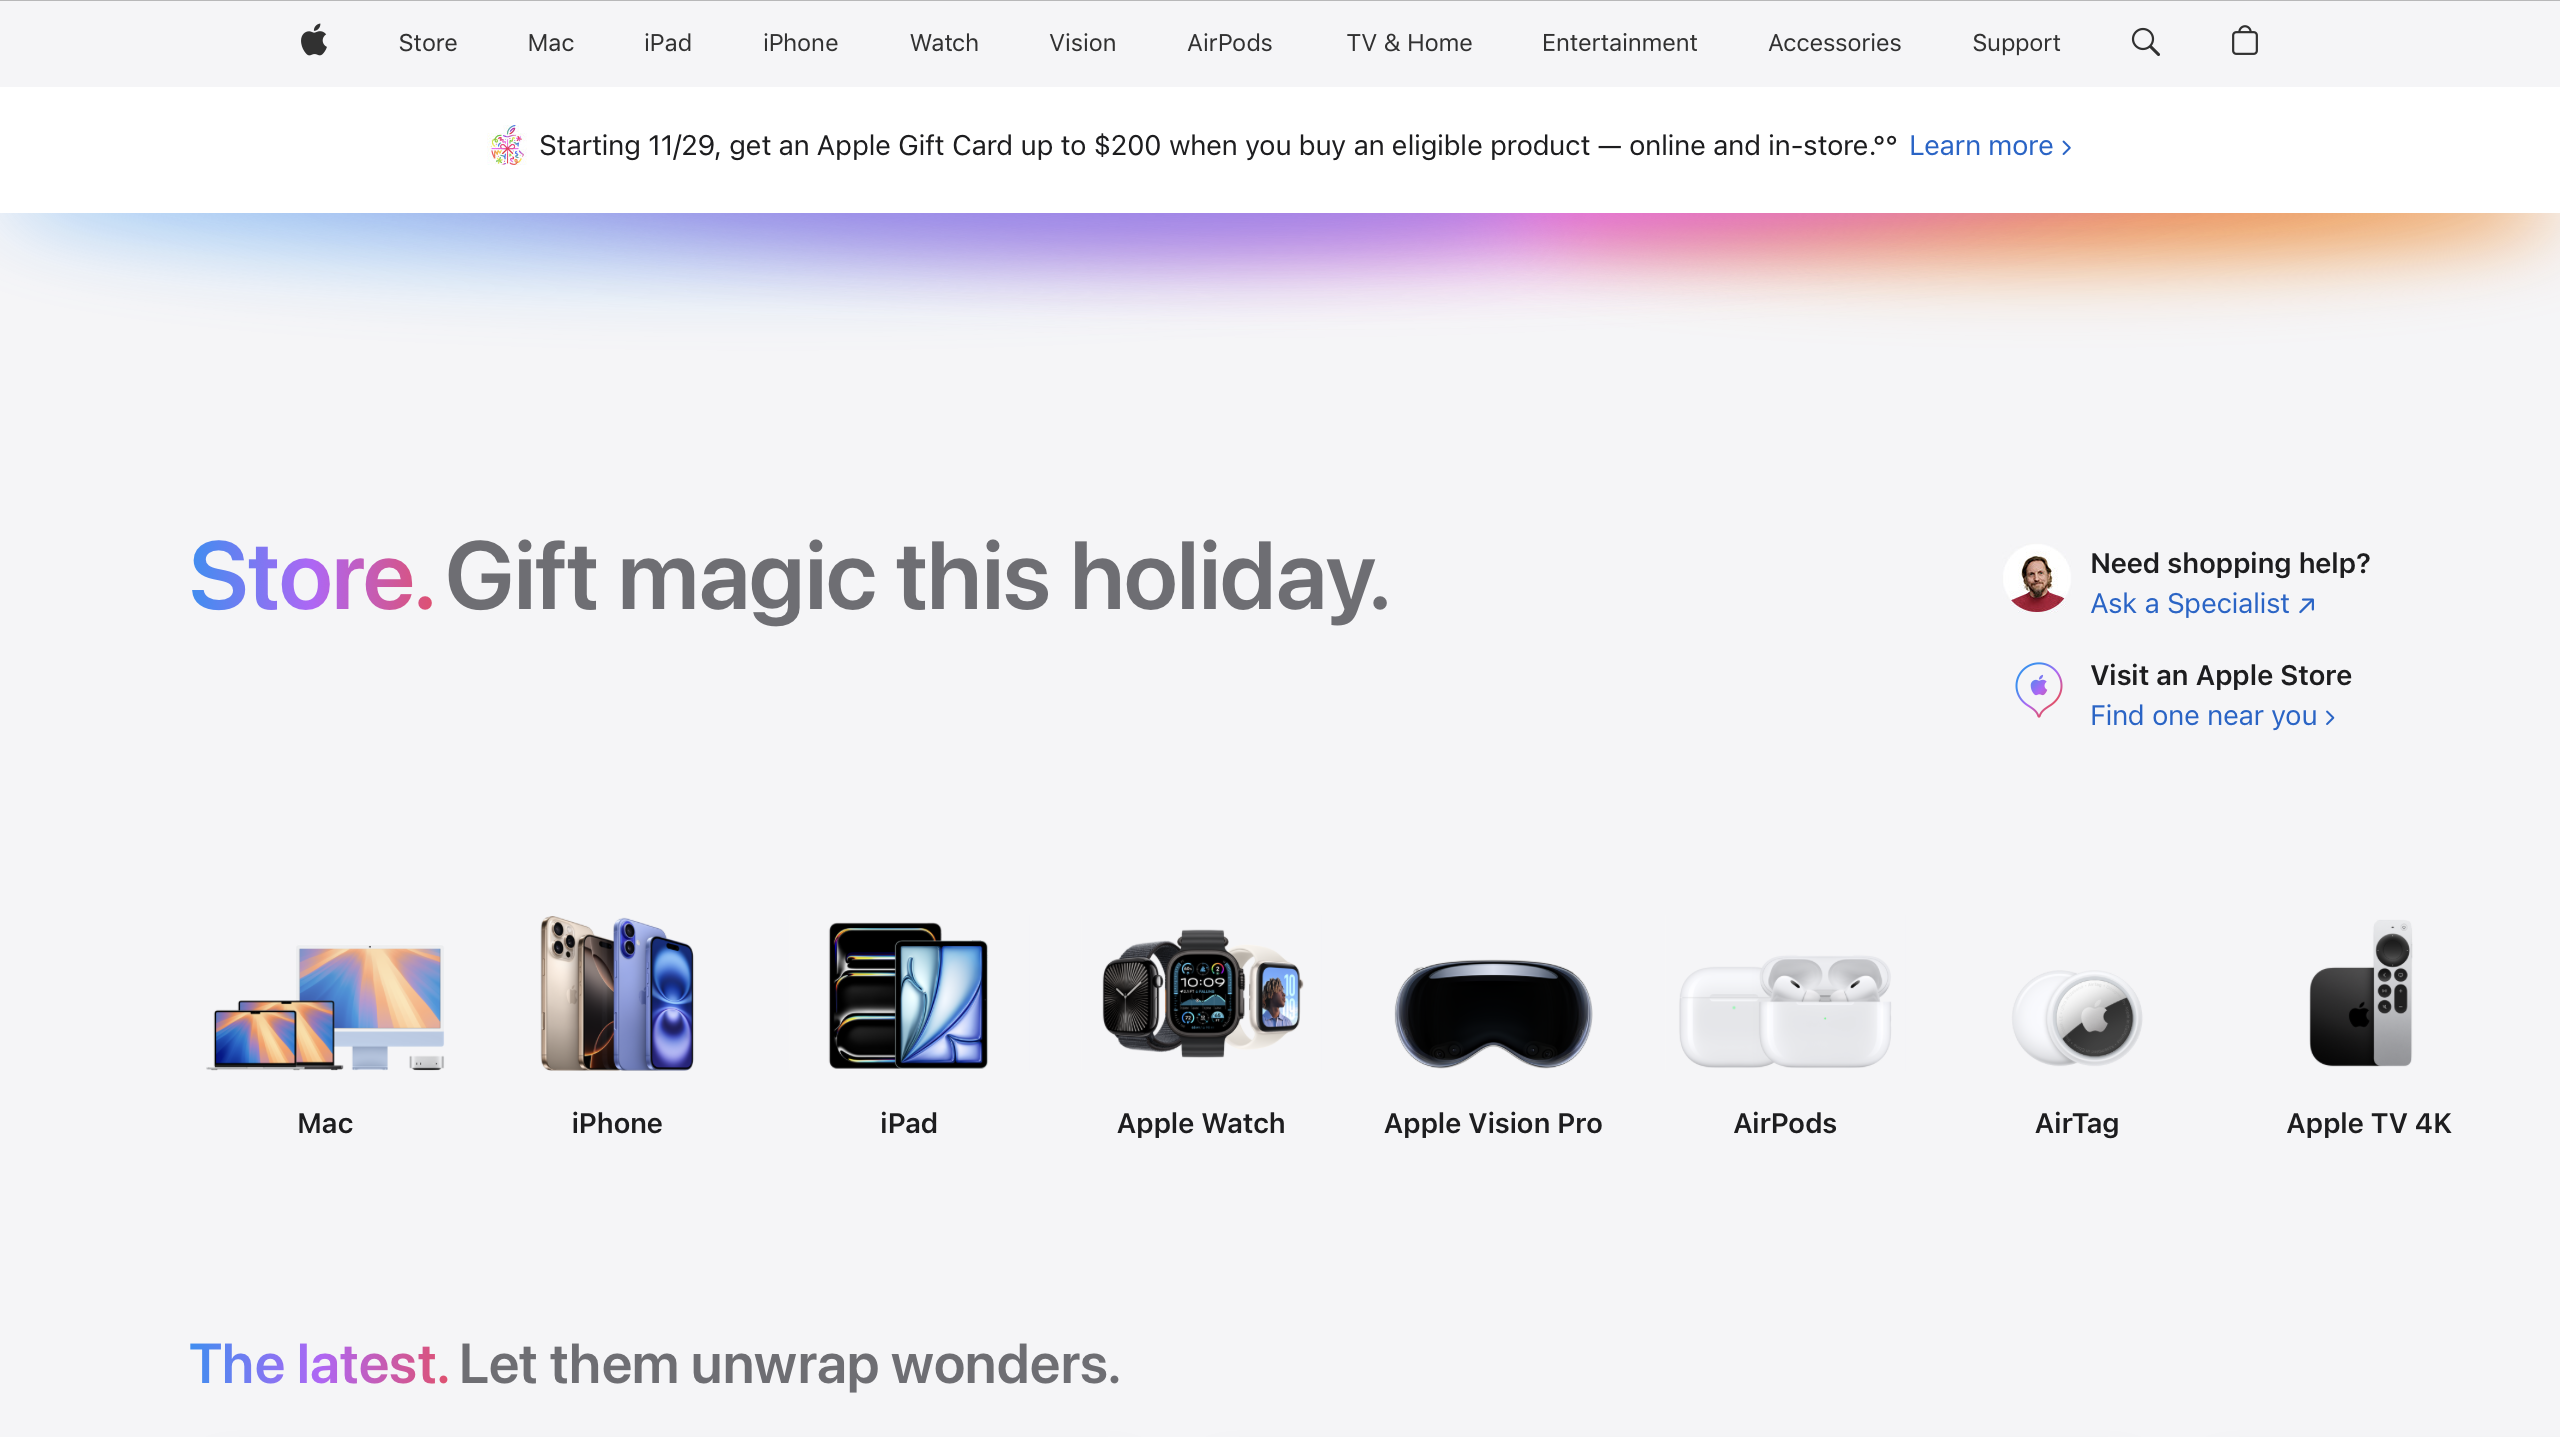 Store Mac iPad iPhone Watch Vision AirPods TV & Home Entertainment Accessories Support
Starting 11/29, get an Apple Gift Card up to $200 when you buy an eligible product — online and in-store.°° Learn more ›
Store. Gift magic this holiday.
Need shopping help?
Ask a Specialist ↗
Visit an Apple Store
Find one near you ›
10:09
Mac iPhone iPad Apple Watch Apple Vision Pro AirPods AirTag Apple TV 4K
The latest. Let them unwrap wonders.